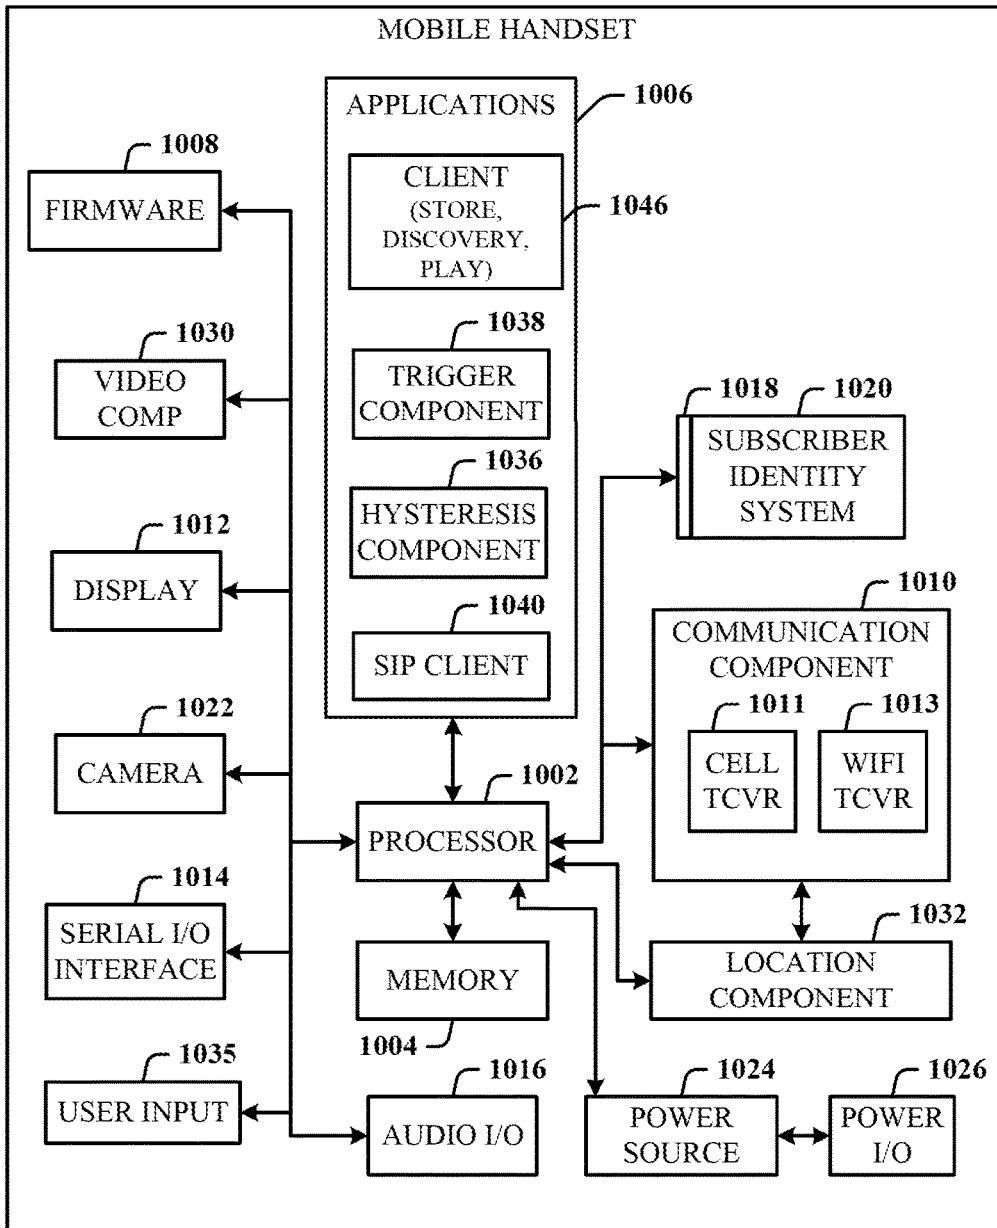 MOBILE HANDSET
APPLICATIONS
1006
CLIENT
(STORE,
DISCOVERY,
PLAY)
1046
1038
TRIGGER
COMPONENT
1036
HYSTERESIS
COMPONENT
1040
SIP CLIENT
1008
FIRMWARE
1030
VIDEO
COMP
1012
DISPLAY
1022
CAMERA
1014
SERIAL I/O
INTERFACE
1035
USER INPUT
1002
PROCESSOR
MEMORY
1004
1016
AUDIO I/O
1018
1020
SUBSCRIBER
IDENTITY
SYSTEM
1010
COMMUNICATION
COMPONENT
1011
CELL
TCVR
1013
WIFI
TCVR
1032
LOCATION
COMPONENT
1024
POWER
SOURCE
1026
POWER
I/O